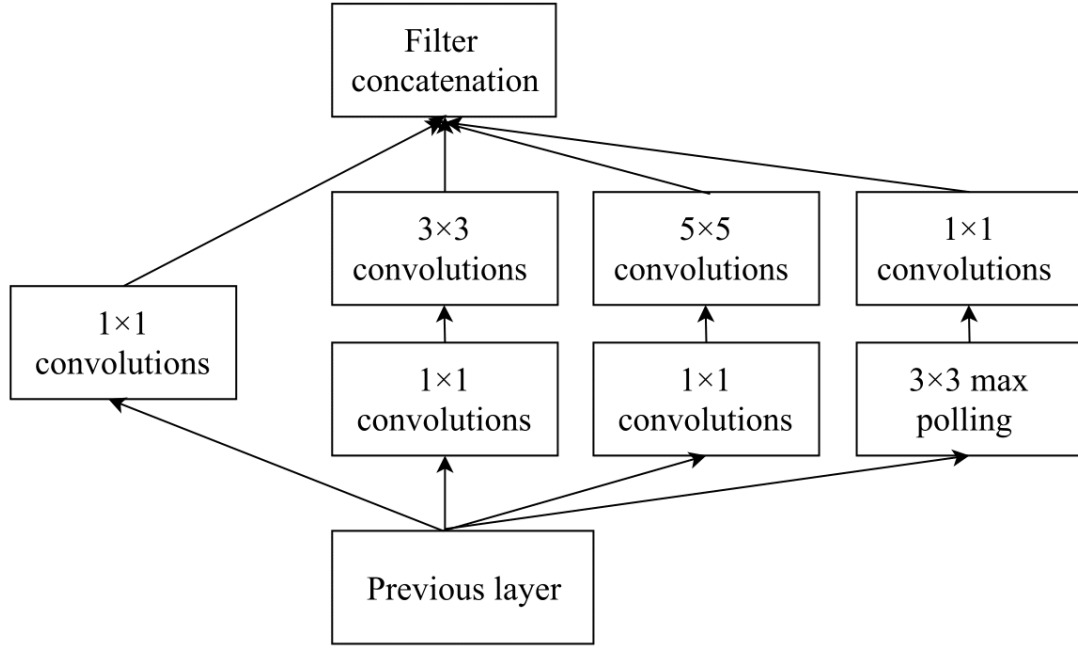 Filter
concatenation
3×3
convolutions
5×5
convolutions
1×1
convolutions
1×1
convolutions
1×1
convolutions
1×1
convolutions
3×3 max
polling
Previous layer